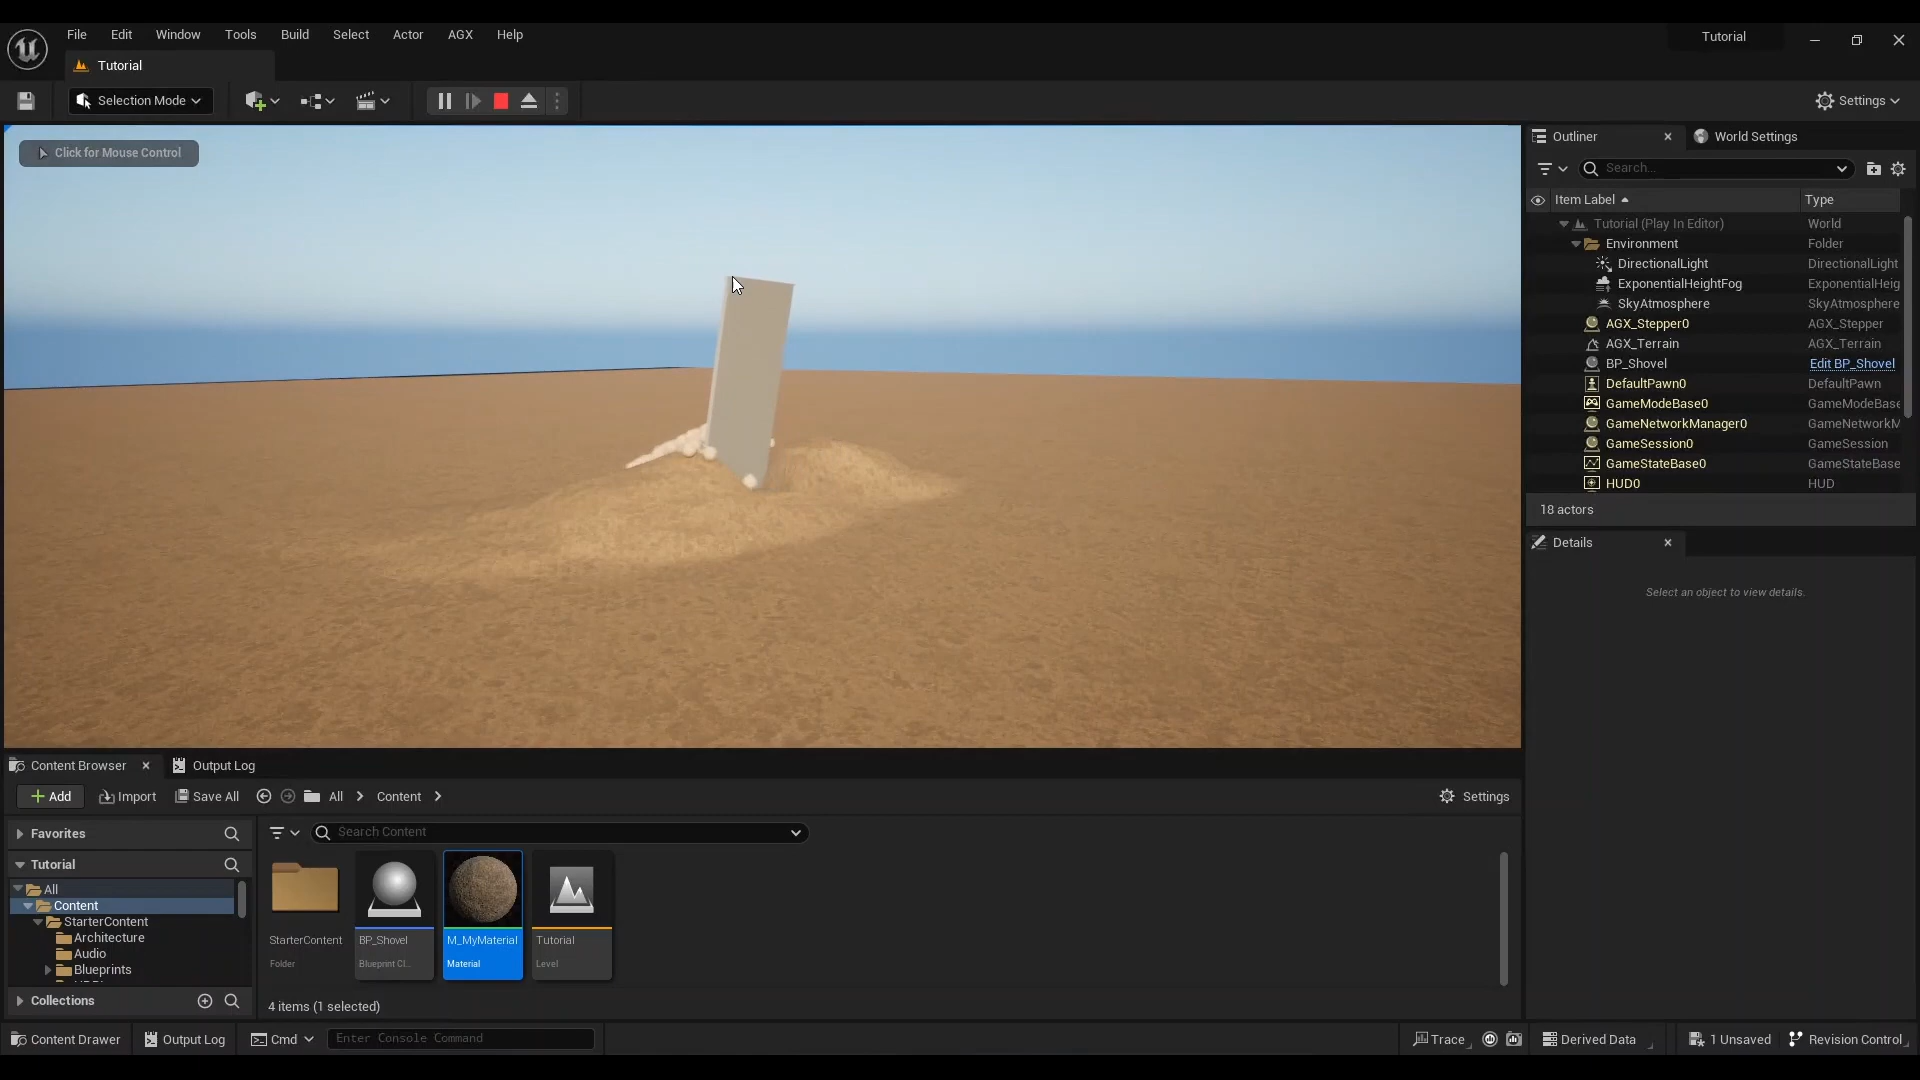 File Edit Window Tools Build Select Actor AGX Help
Tutorial
Tutorial
Selection Mode
Settings
Click for Mouse Control
Outliner
World Settings
Search...
Item Label Type
Tutorial (Play In Editor) World
Environment Folder
DirectionalLight DirectionalLight
ExponentialHeightFog ExponentialHeig
SkyAtmosphere SkyAtmosphere
AGX_Stepper0 AGX_Stepper
AGX_Terrain AGX_Terrain
BP_Shovel Edit BP_Shovel
DefaultPawn0 DefaultPawn
GameModeBase0 GameModeBase
GameNetworkManager0 GameNetworkM
GameSession0 GameSession
GameStateBase0 GameStateBase
HUD0 HUD
18 actors
Details
Select an object to view details.
Content Browser
Output Log
Add Import Save All All Content
Settings
Favorites
Search Content
Tutorial
All
Content
StarterContent
Architecture
Audio
Blueprints
Collections
StarterContent
Folder
BP_Shovel
Blueprint Cl...
M_MyMaterial
Material
Tutorial
Level
4 items (1 selected)
Content Drawer Output Log Cmd Enter Console Command
Trace Derived Data 1 Unsaved Revision Control